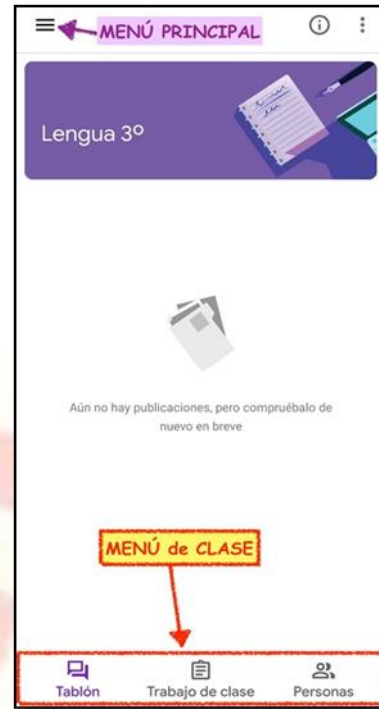 MENÚ PRINCIPAL
Lengua 3º
Aún no hay publicaciones, pero compruébalo de
nuevo en breve
MENÚ de CLASE
Tablón
Trabajo de clase
Personas